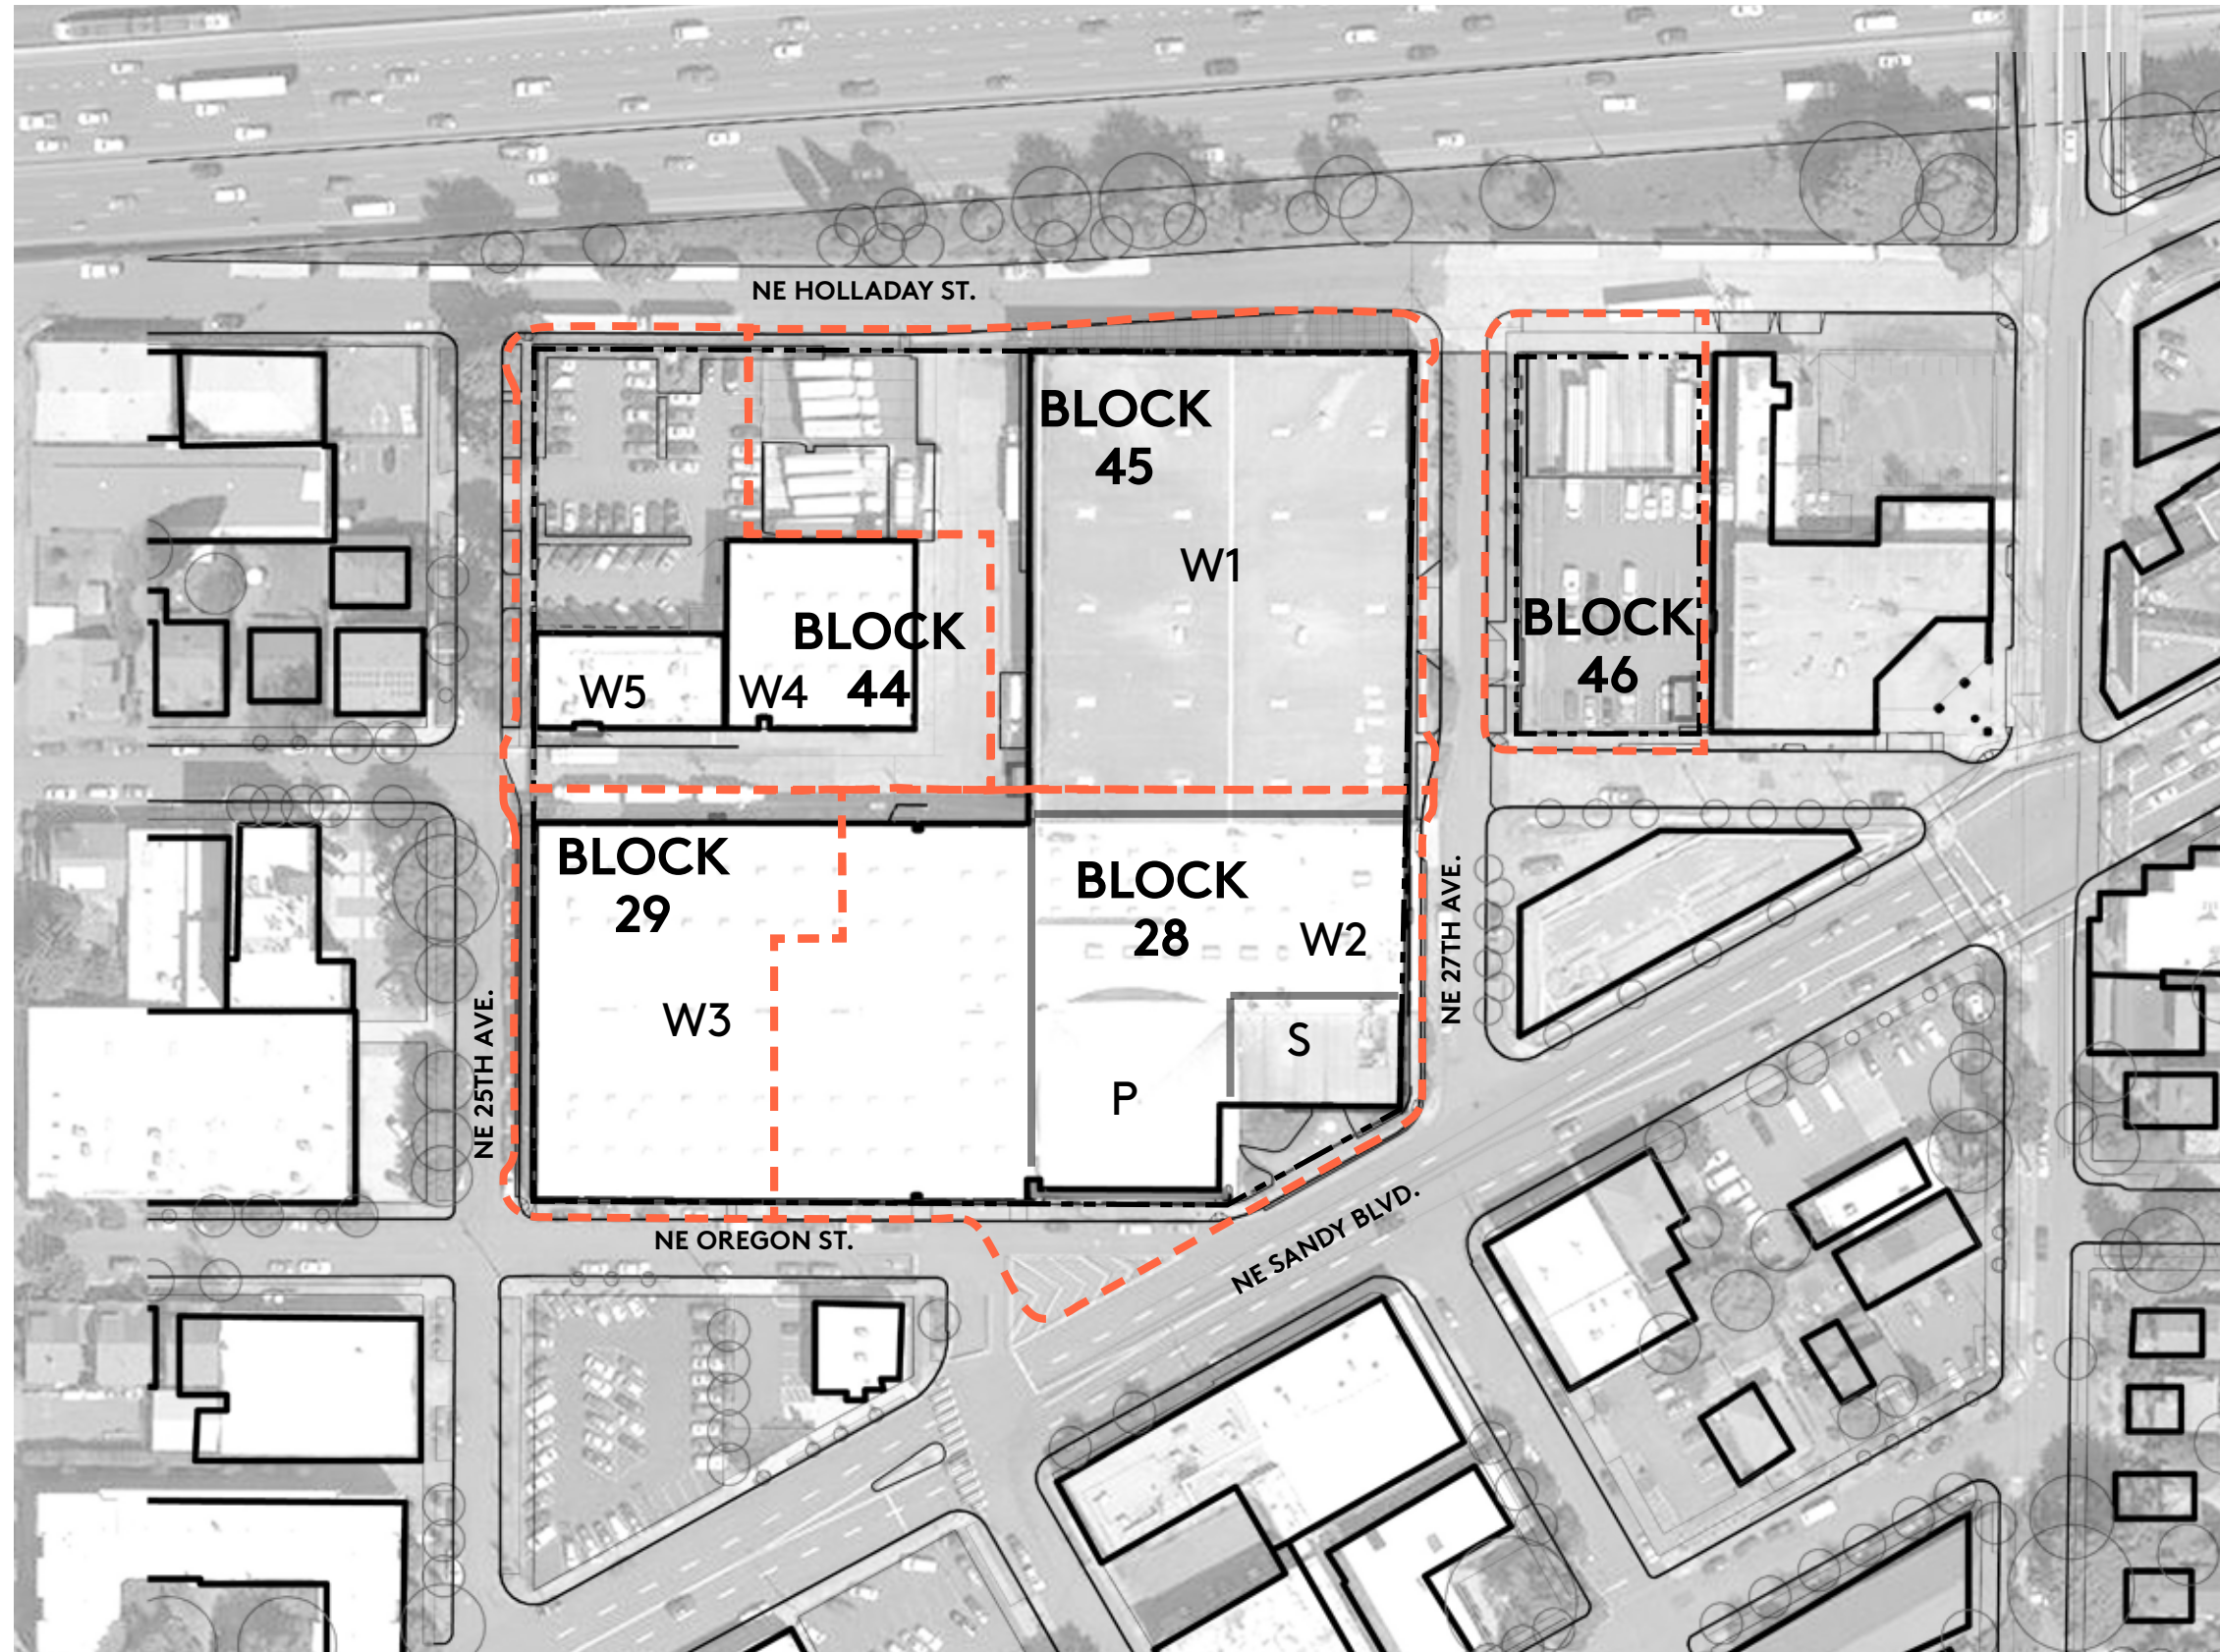 NE HOLLADAY ST.
BLOCK
45
W1
BLOCK
44
W5
W4
BLOCK
46
BLOCK
29
W3
BLOCK
28
W2
S
P
NE 25TH AVE.
NE 27TH AVE.
NE OREGON ST.
NE SANDY BLVD.